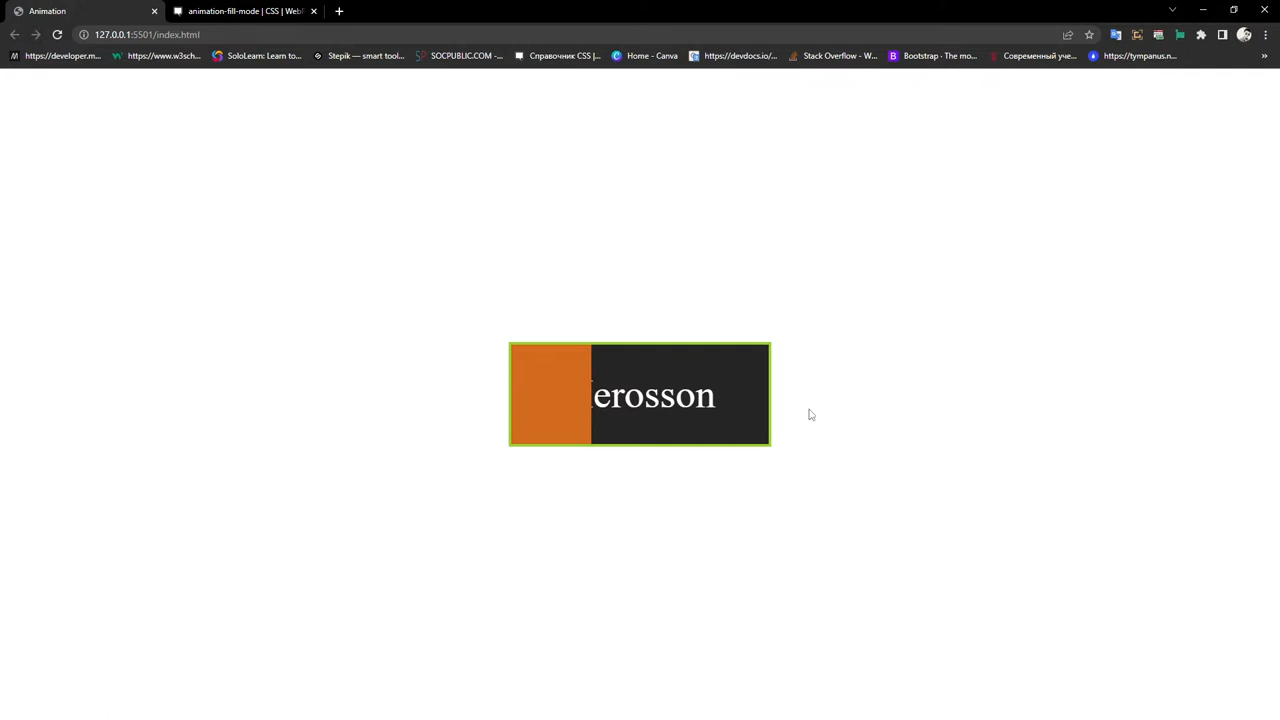 Animation
animation-fill-mode | CSS | WebR
127.0.0.1:5501/index.html
https://developer.m...
https://www.w3sch...
SoloLearn: Learn to...
Stepik — smart tool...
SOCPUBLIC.COM -...
Справочник CSS |...
Home - Canva
https://devdocs.io/...
Stack Overflow - W...
Bootstrap · The mo...
Современный уче...
https://tympanus.n...
erosson